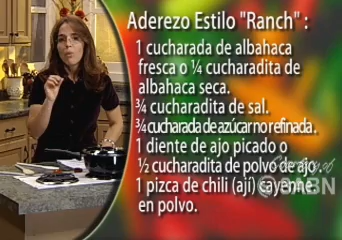 Aderezo Estilo "Ranch" :
1 cucharada de albahaca
fresca o ¼ cucharadita de
albahaca seca.
¾ cucharadita de sal.
¾ cucharada de azúcar no refinada.
1 diente de ajo picado o
½ cucharadita de polvo de ajo.
1 pizca de chili (ají) cayenne
en polvo.
3ABN